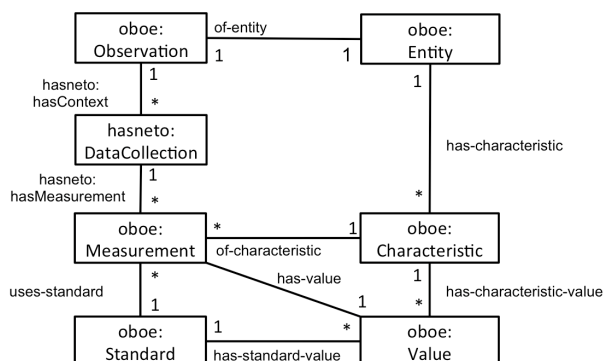 oboe:
Observation
of-entity
1
1
oboe:
Entity
1
hasneto:
hasContext
*
1
hasneto:
DataCollection
has-characteristic
hasneto:
hasMeasurement
1
*
*
oboe:
Measurement
*
1
of-characteristic
oboe:
Characteristic
has-value
uses-standard
*
1
1
1
*
has-characteristic-value
oboe:
Standard
1
*
has-standard-value
oboe:
Value